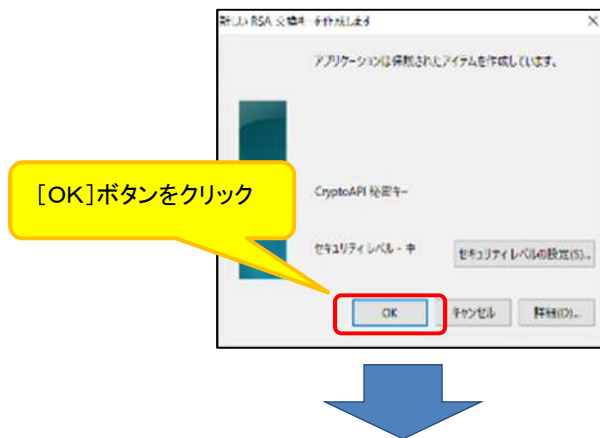 新しい RSA 交換キーを作成します
アプリケーションは保護されたアイテムを作成しています。
[OK]ボタンをクリック
CryptoAPI 秘密キー
セキュリティ レベル - 中
セキュリティ レベルの設定(S)...
OK
キャンセル
詳細(D)...